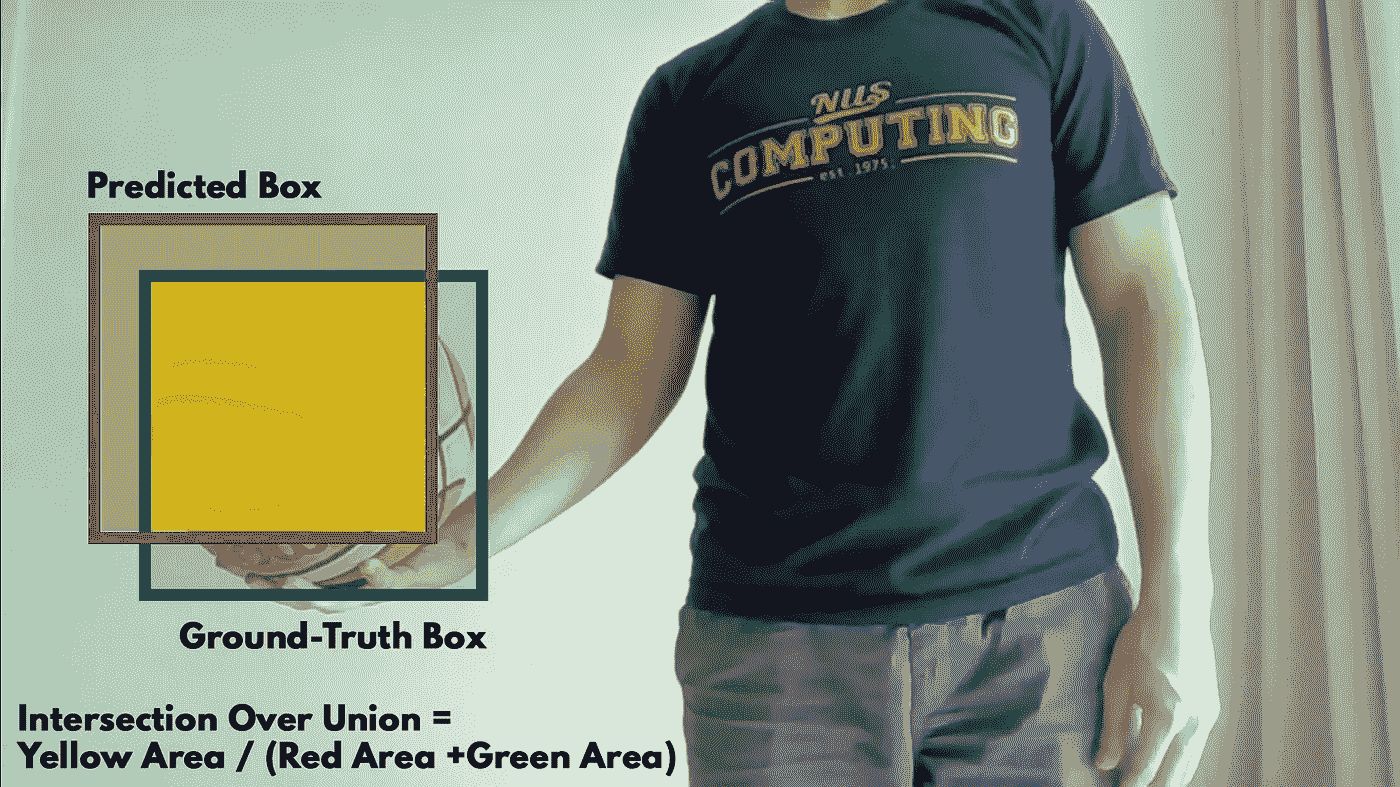 NUS
COMPUTING
est. 1975.
Predicted Box
Ground-Truth Box
Intersection Over Union =
Yellow Area / (Red Area +Green Area)